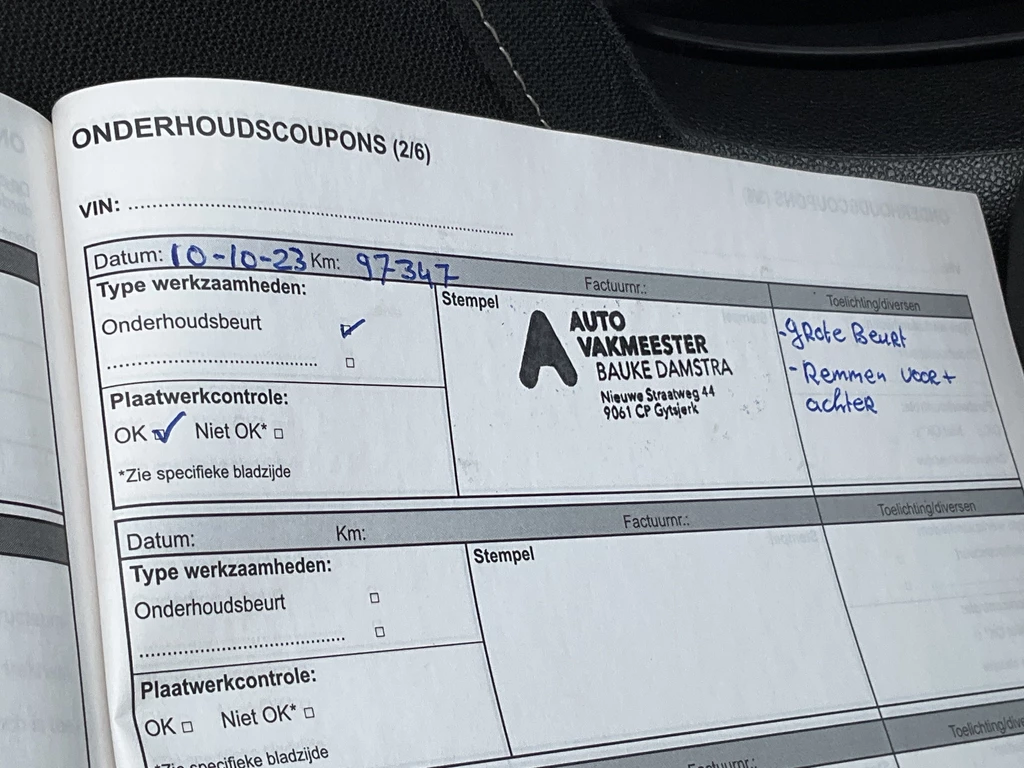 ONDERHOUDSCOUPONS (2/6)
VIN: ....................
Datum: 10-10-23 Km: 97347 Factuurnr.: Toelichting/diversen
Type werkzaamheden:
Onderhoudsbeurt
Stempel
AUTO
VAKMEESTER
BAUKE DAMSTRA
Nieuwe Straatweg 44
9061 CP Gytsjerk
- grote Beurt
- Remmen voor +
achter
Plaatwerkcontrole:
OK Niet OK*
*Zie specifieke bladzijde
Datum: Km: Factuurnr.: Toelichting/diversen
Type werkzaamheden:
Onderhoudsbeurt
Stempel
Plaatwerkcontrole:
OK Niet OK*
*Zie specifieke bladzijde
Factuurnr.: Toelichting/diversen